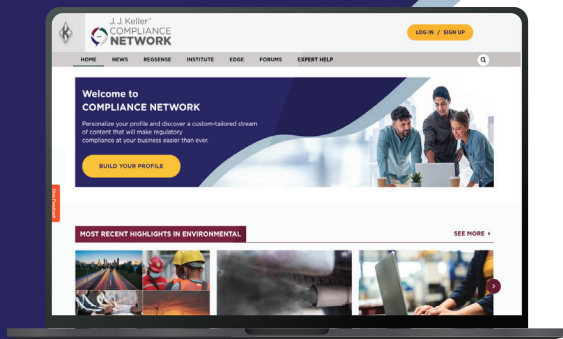 J. J. Keller®
COMPLIANCE
NETWORK
LOG IN / SIGN UP
HOME NEWS REGSENSE INSTITUTE EDGE FORUMS EXPERT HELP
Welcome to
COMPLIANCE NETWORK
Personalize your profile and discover a custom-tailored stream
of content that will make regulatory
compliance at your business easier than ever.
BUILD YOUR PROFILE
MOST RECENT HIGHLIGHTS IN ENVIRONMENTAL
SEE MORE